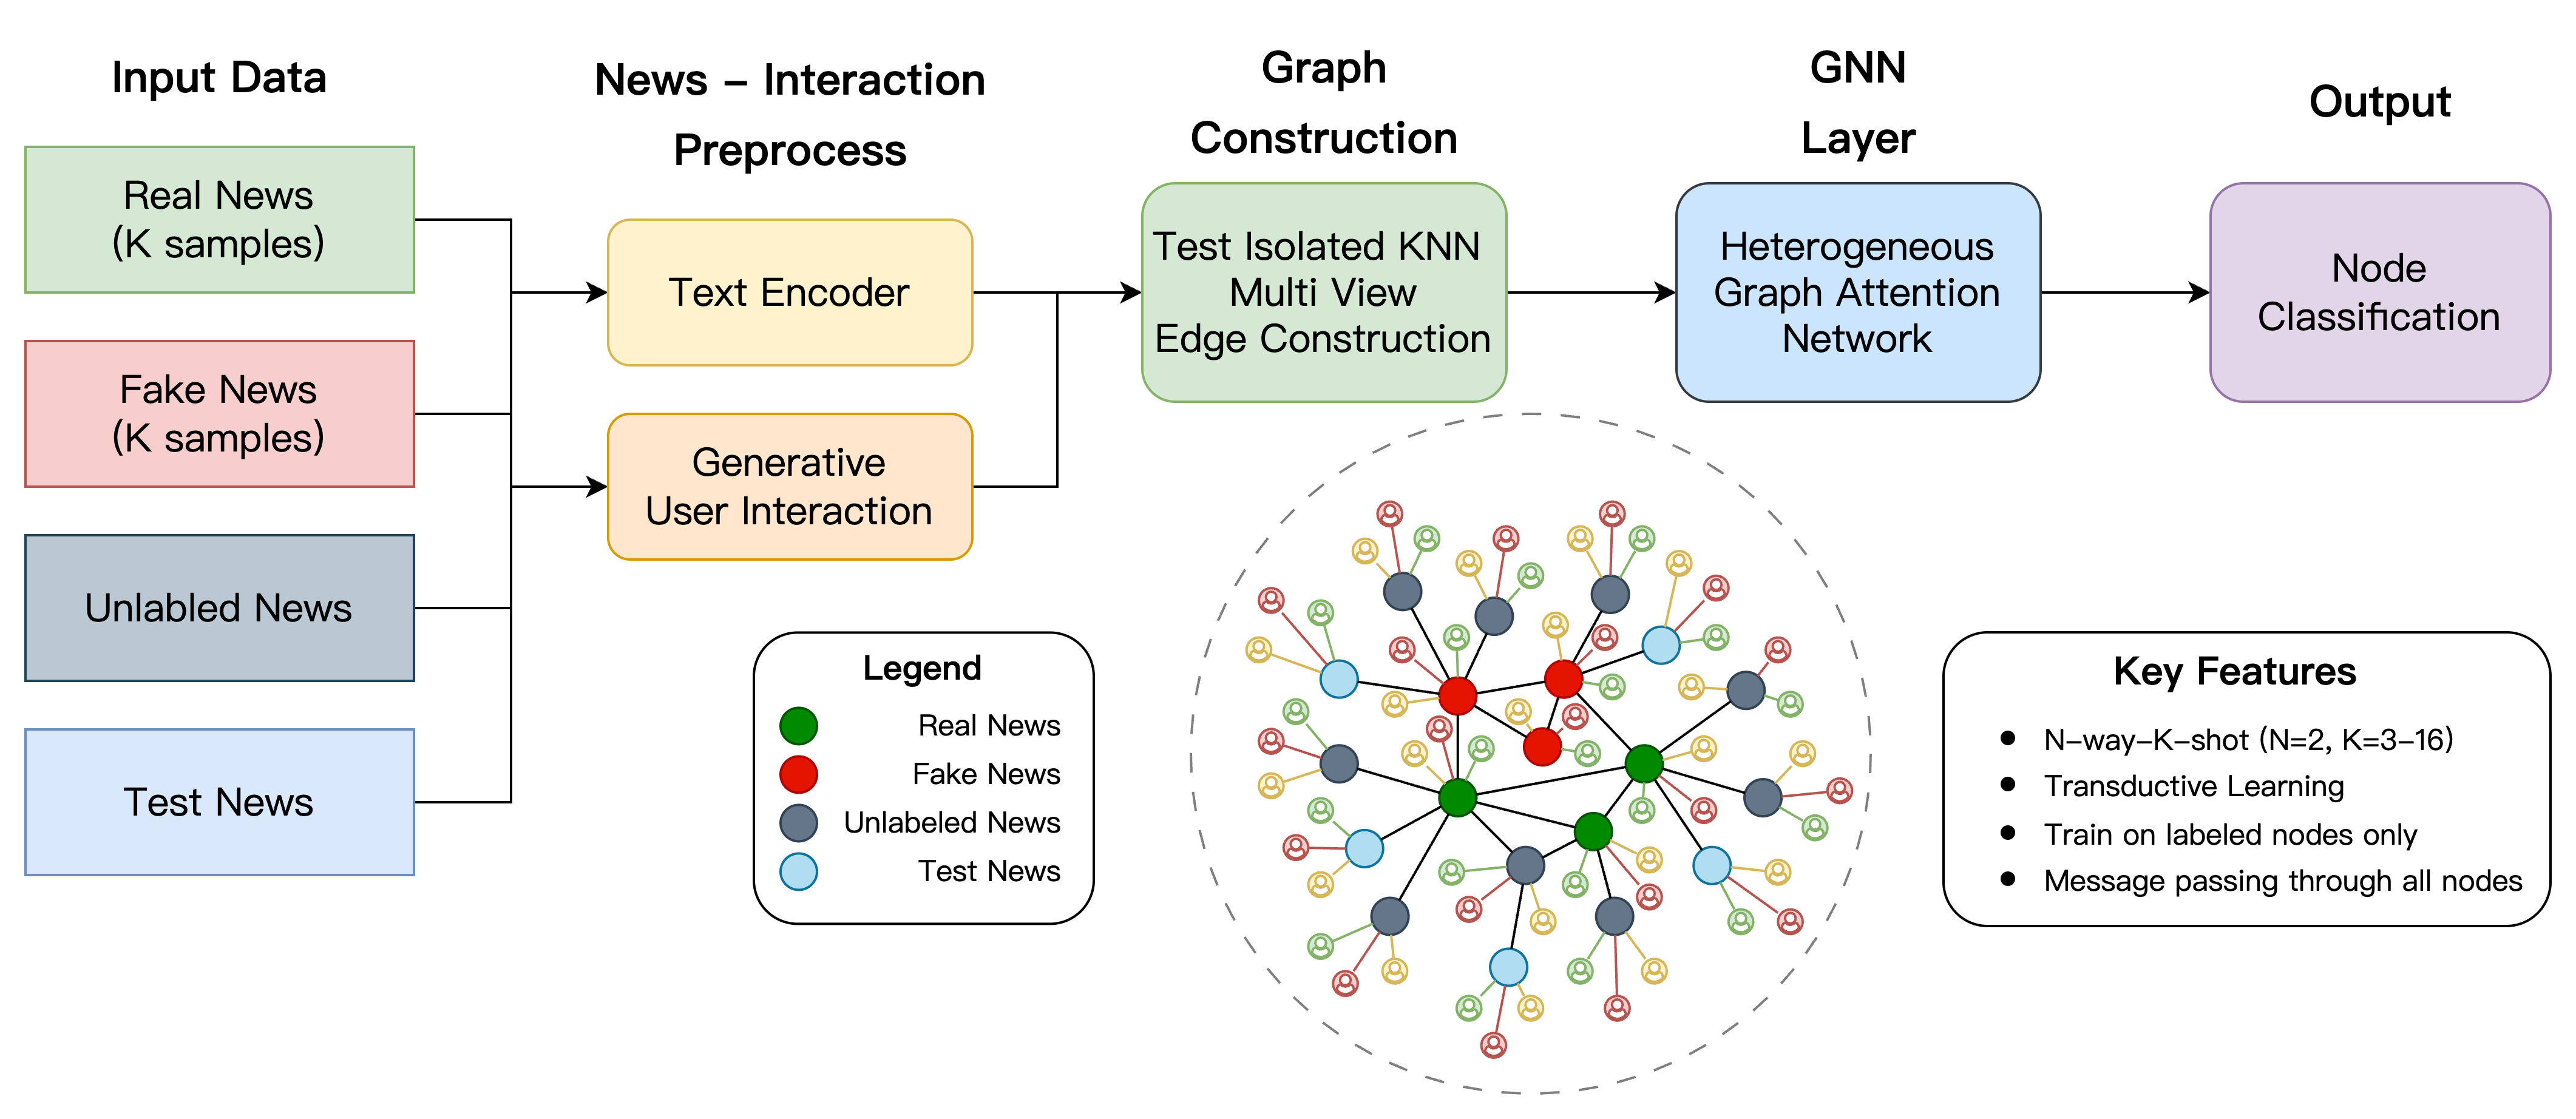 Input Data
Real News
(K samples)
Fake News
(K samples)
Unlabled News
Test News
News – Interaction
Preprocess
Text Encoder
Generative
User Interaction
Graph
Construction
Test Isolated KNN
Multi View
Edge Construction
GNN
Layer
Heterogeneous
Graph Attention
Network
Output
Node
Classification
Legend
Real News
Fake News
Unlabeled News
Test News
Key Features
● N–way–K–shot (N=2, K=3–16)
● Transductive Learning
● Train on labeled nodes only
● Message passing through all nodes